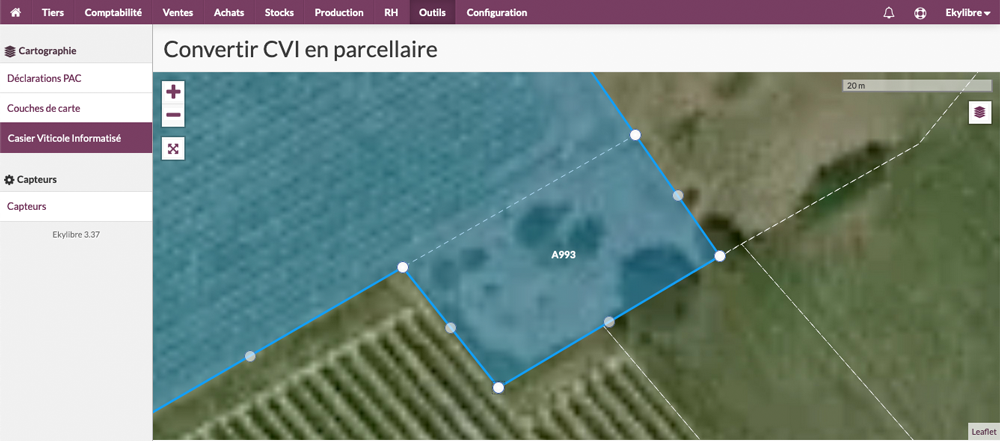 Tiers Comptabilité Ventes Achats Stocks Production RH Outils Configuration Ekylibre
Cartographie
Déclarations PAC
Couches de carte
Casier Viticole Informatisé
Capteurs
Capteurs
Ekylibre 3.37
Convertir CVI en parcellaire
20 m
A993
Leaflet